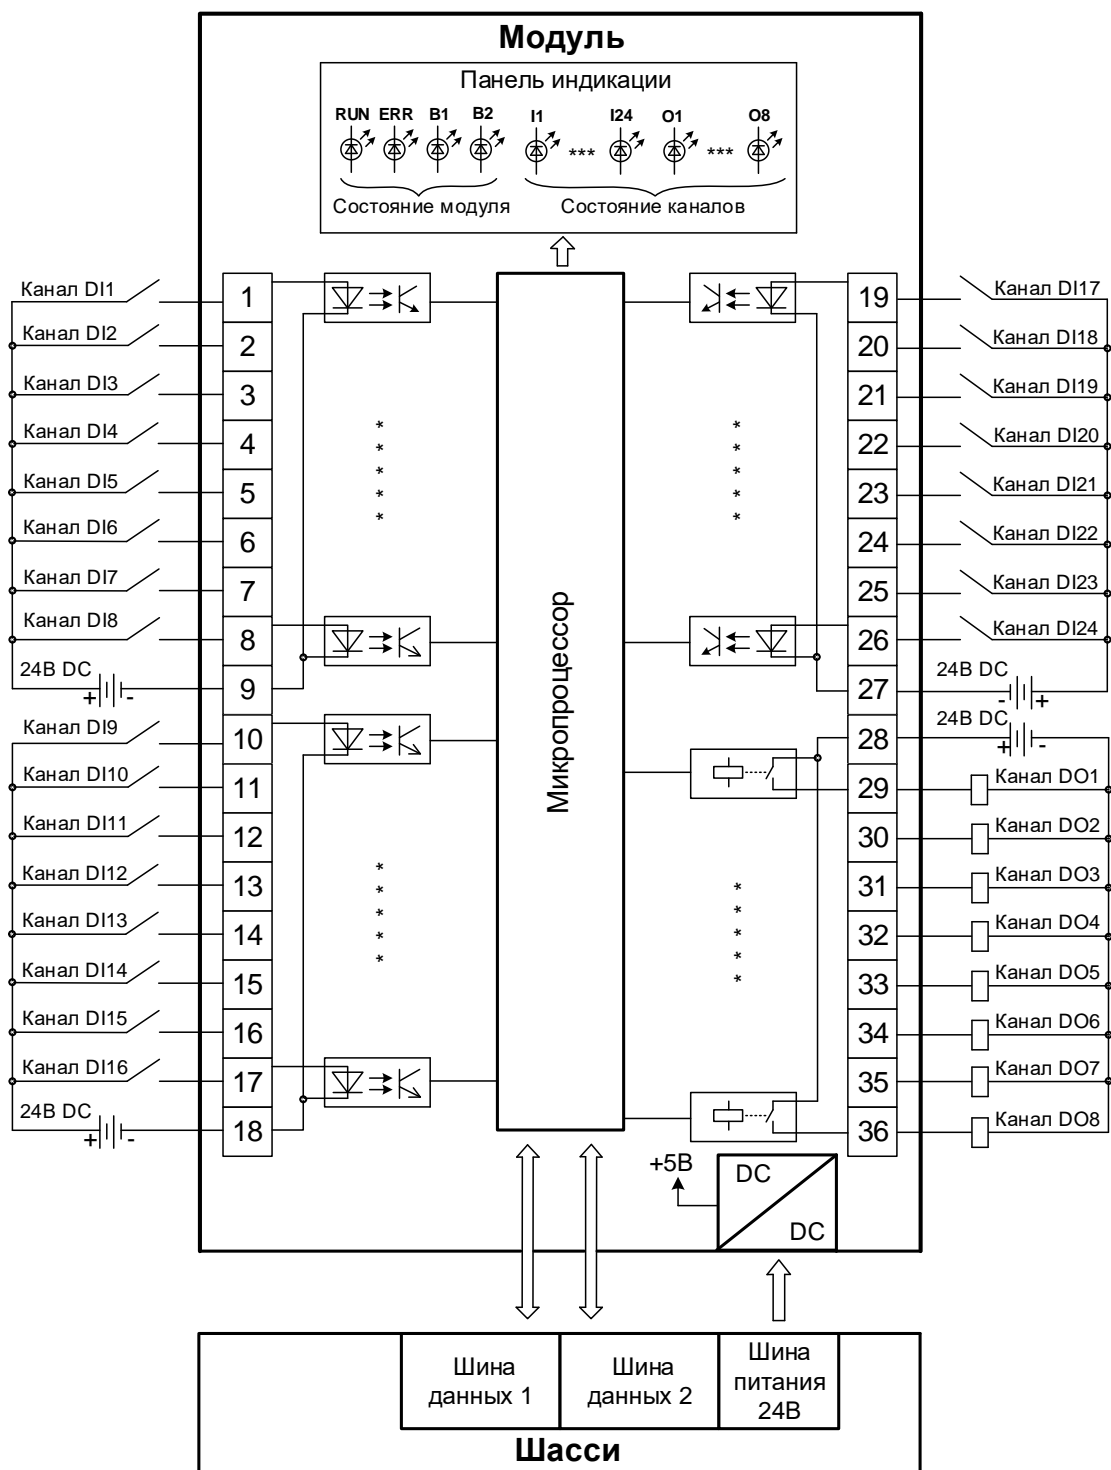 Модуль
Панель индикации
RUN ERR B1 B2 I1 I24 O1 O8
*** ***
Состояние модуля Состояние каналов
Канал DI1 1 19 Канал DI17
Канал DI2 2 20 Канал DI18
Канал DI3 3 21 Канал DI19
Канал DI4 4 22 Канал DI20
Канал DI5 5 23 Канал DI21
Канал DI6 6 24 Канал DI22
Канал DI7 7 25 Канал DI23
Канал DI8 8 26 Канал DI24
24В DC + - 9 27 24В DC - +
Канал DI9 10 28 24В DC + -
Канал DI10 11 29 Канал DO1
Канал DI11 12 30 Канал DO2
Канал DI12 13 31 Канал DO3
Канал DI13 14 32 Канал DO4
Канал DI14 15 33 Канал DO5
Канал DI15 16 34 Канал DO6
Канал DI16 17 35 Канал DO7
24В DC + - 18 36 Канал DO8
* * * * *
* * * * *
* * * * *
* * * * *
Микропроцессор
+5В
DC
DC
Шина данных 1
Шина данных 2
Шина питания 24В
Шасси